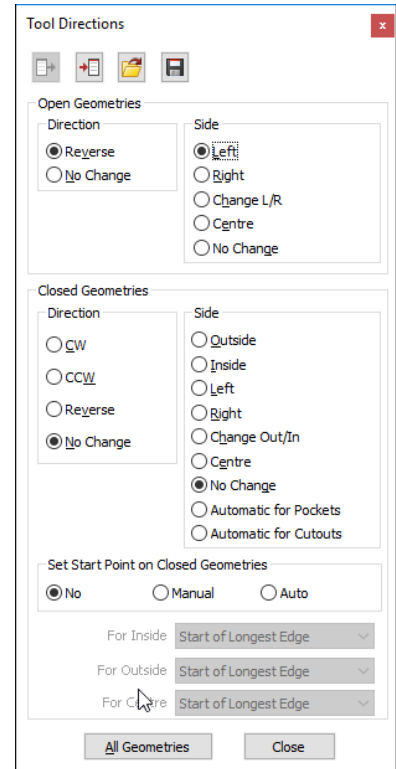 Tool Directions
x
Open Geometries
Direction
Reverse
No Change
Side
Left
Right
Change L/R
Centre
No Change
Closed Geometries
Direction
CW
CCW
Reverse
No Change
Side
Outside
Inside
Left
Right
Change Out/In
Centre
No Change
Automatic for Pockets
Automatic for Cutouts
Set Start Point on Closed Geometries
No Manual Auto
For Inside Start of Longest Edge
For Outside Start of Longest Edge
For Centre Start of Longest Edge
All Geometries Close